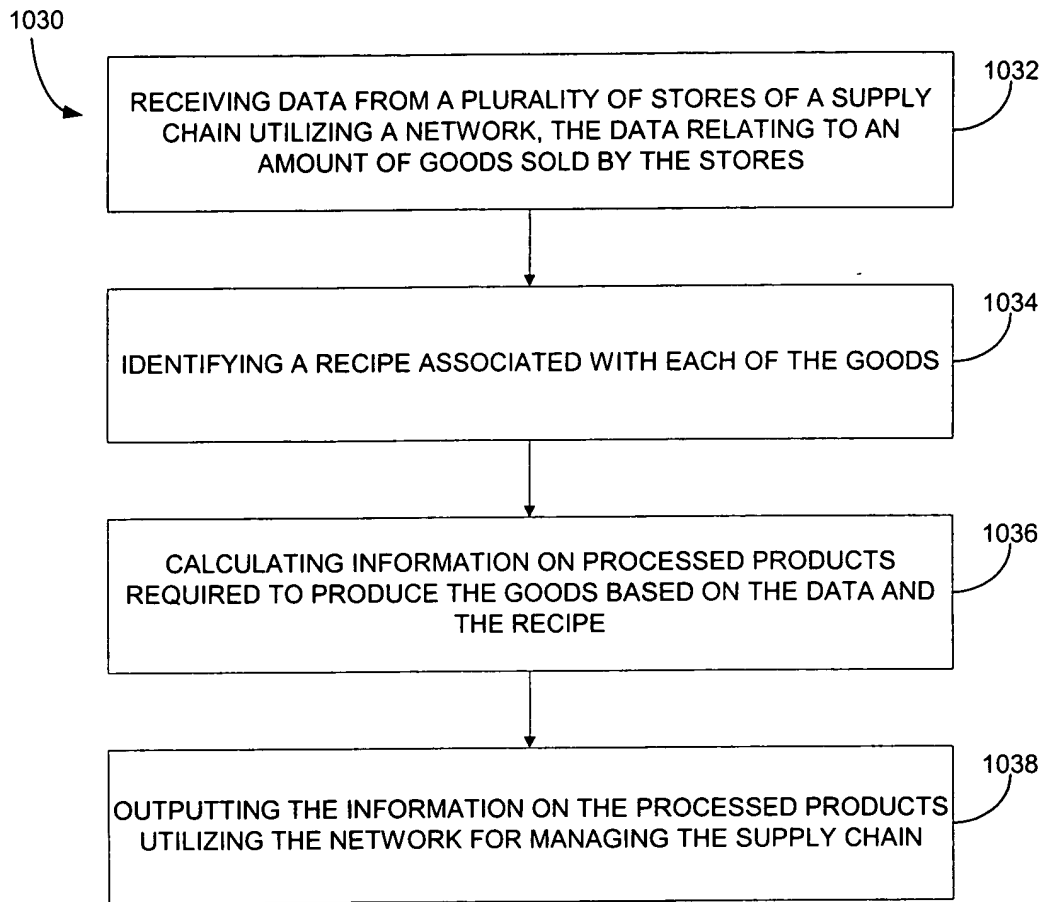 1030
1032
RECEIVING DATA FROM A PLURALITY OF STORES OF A SUPPLY
CHAIN UTILIZING A NETWORK, THE DATA RELATING TO AN
AMOUNT OF GOODS SOLD BY THE STORES
1034
IDENTIFYING A RECIPE ASSOCIATED WITH EACH OF THE GOODS
1036
CALCULATING INFORMATION ON PROCESSED PRODUCTS
REQUIRED TO PRODUCE THE GOODS BASED ON THE DATA AND
THE RECIPE
1038
OUTPUTTING THE INFORMATION ON THE PROCESSED PRODUCTS
UTILIZING THE NETWORK FOR MANAGING THE SUPPLY CHAIN